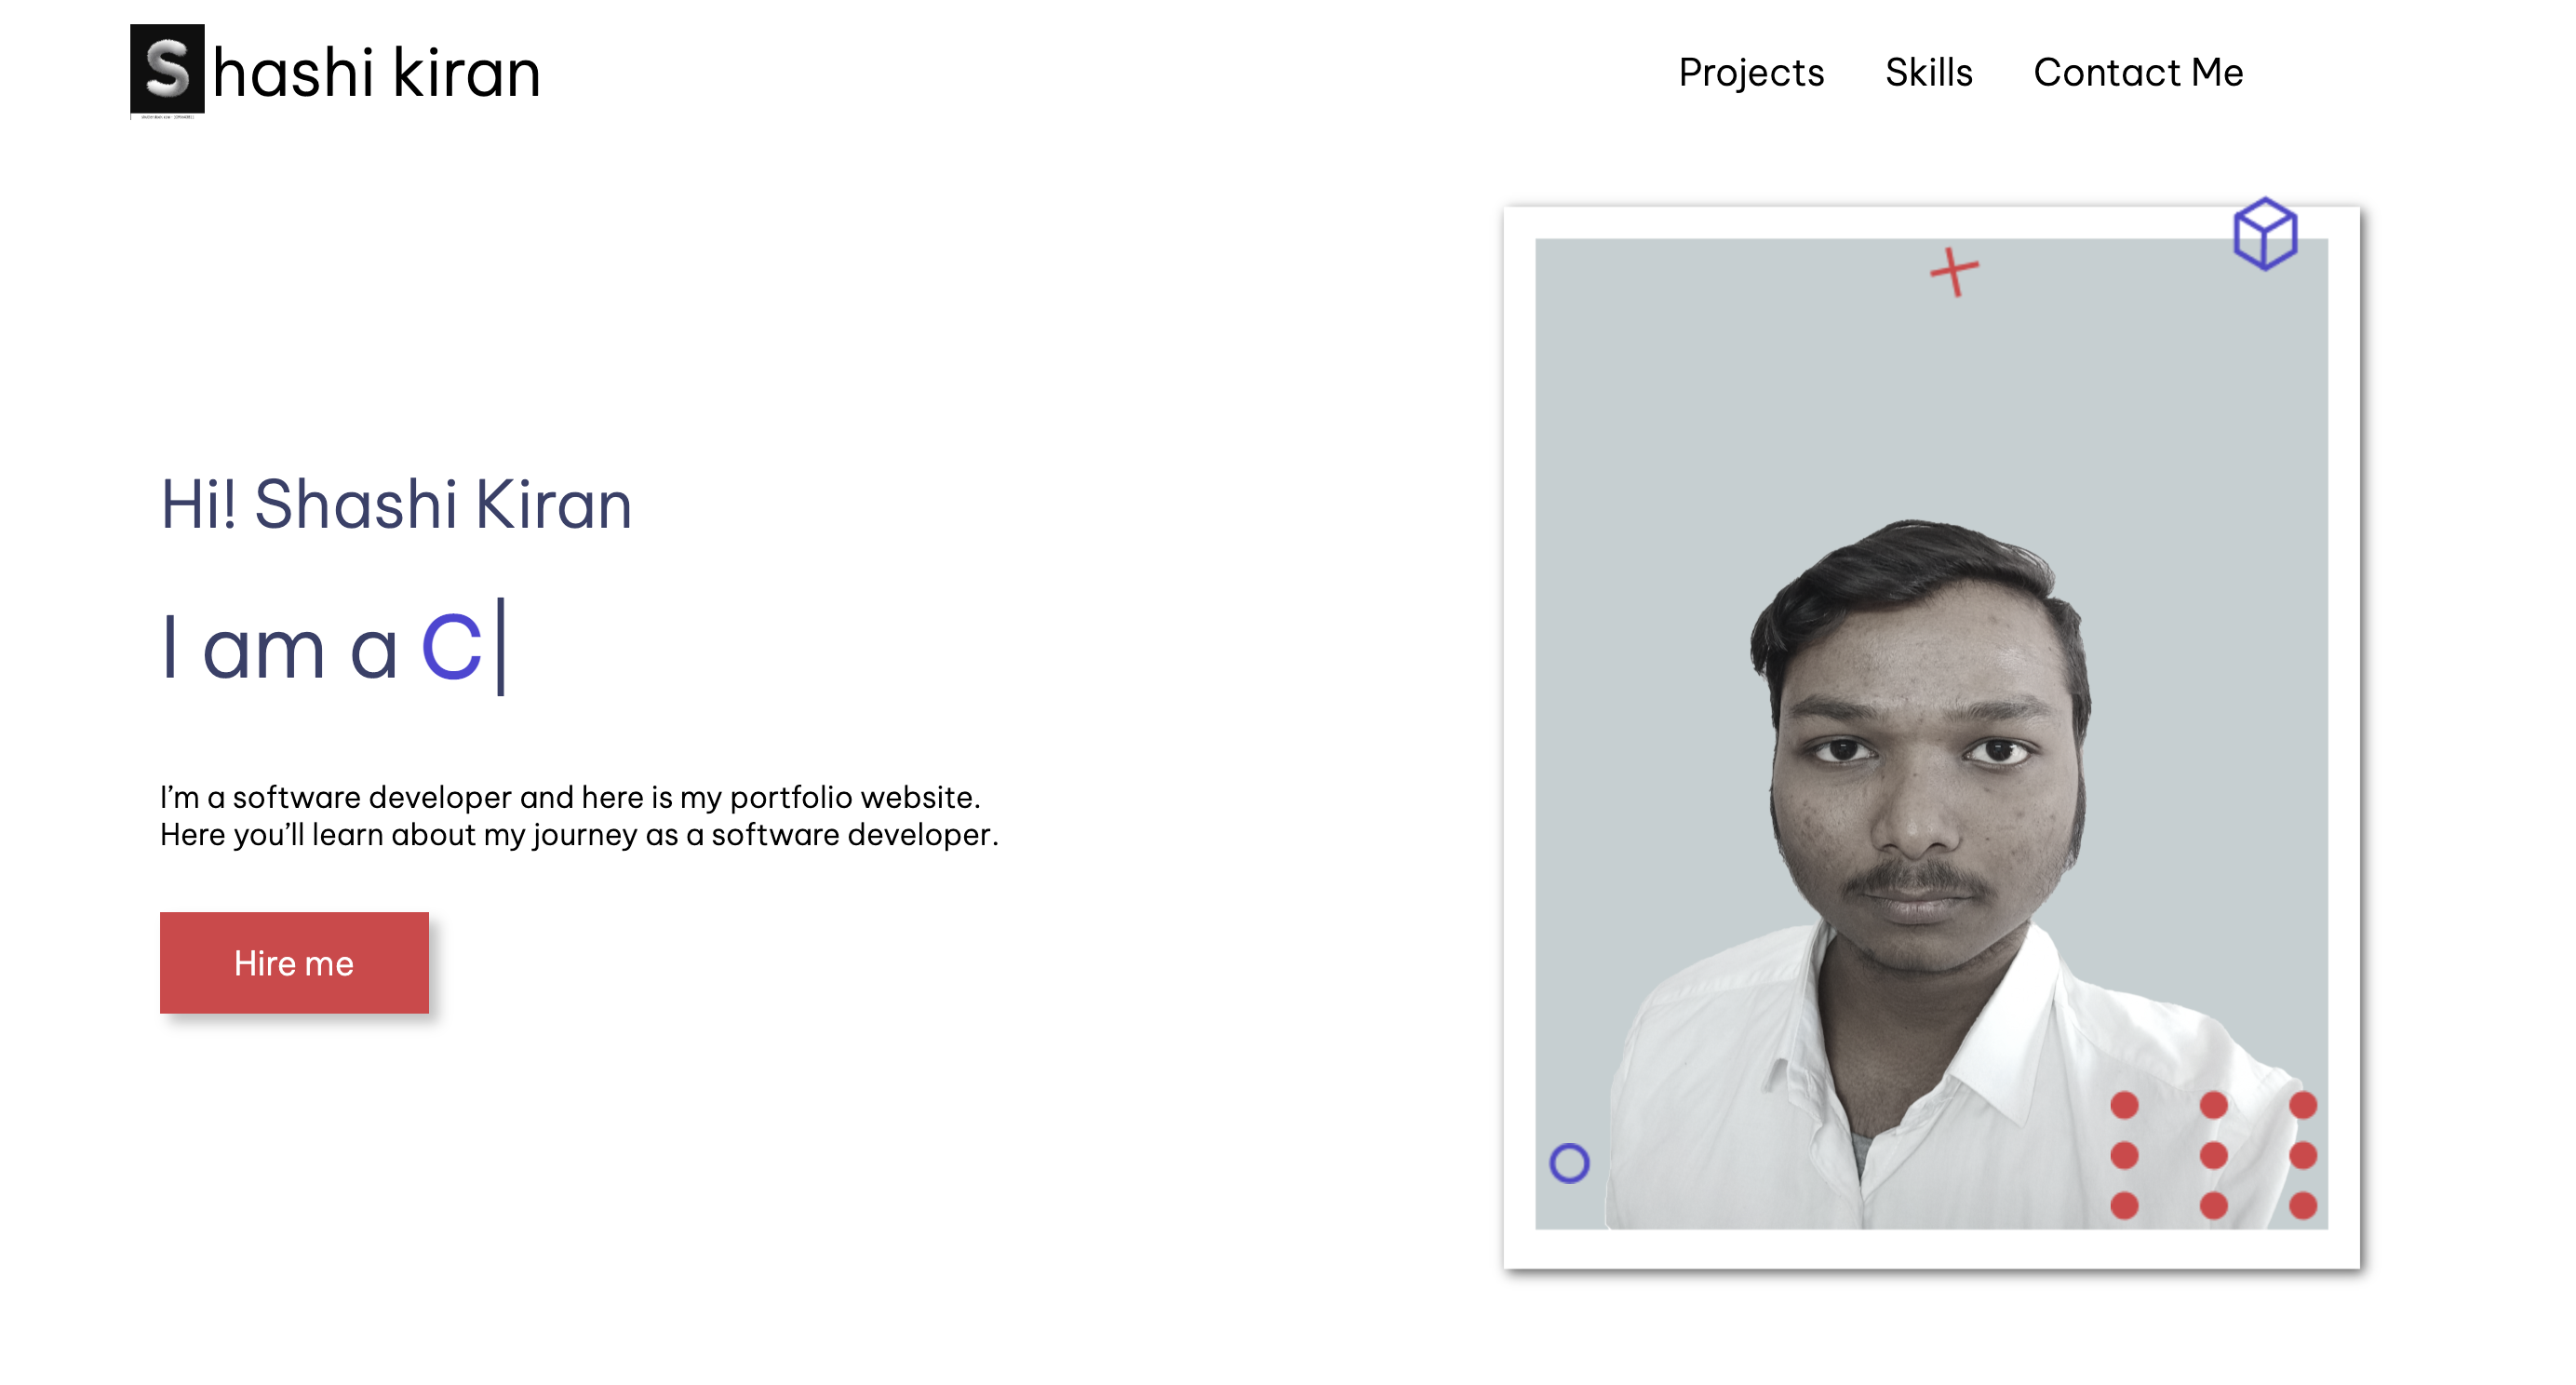 Shashi kiran
Projects Skills Contact Me
Hi! Shashi Kiran
I am a C
I'm a software developer and here is my portfolio website.
Here you'll learn about my journey as a software developer.
Hire me